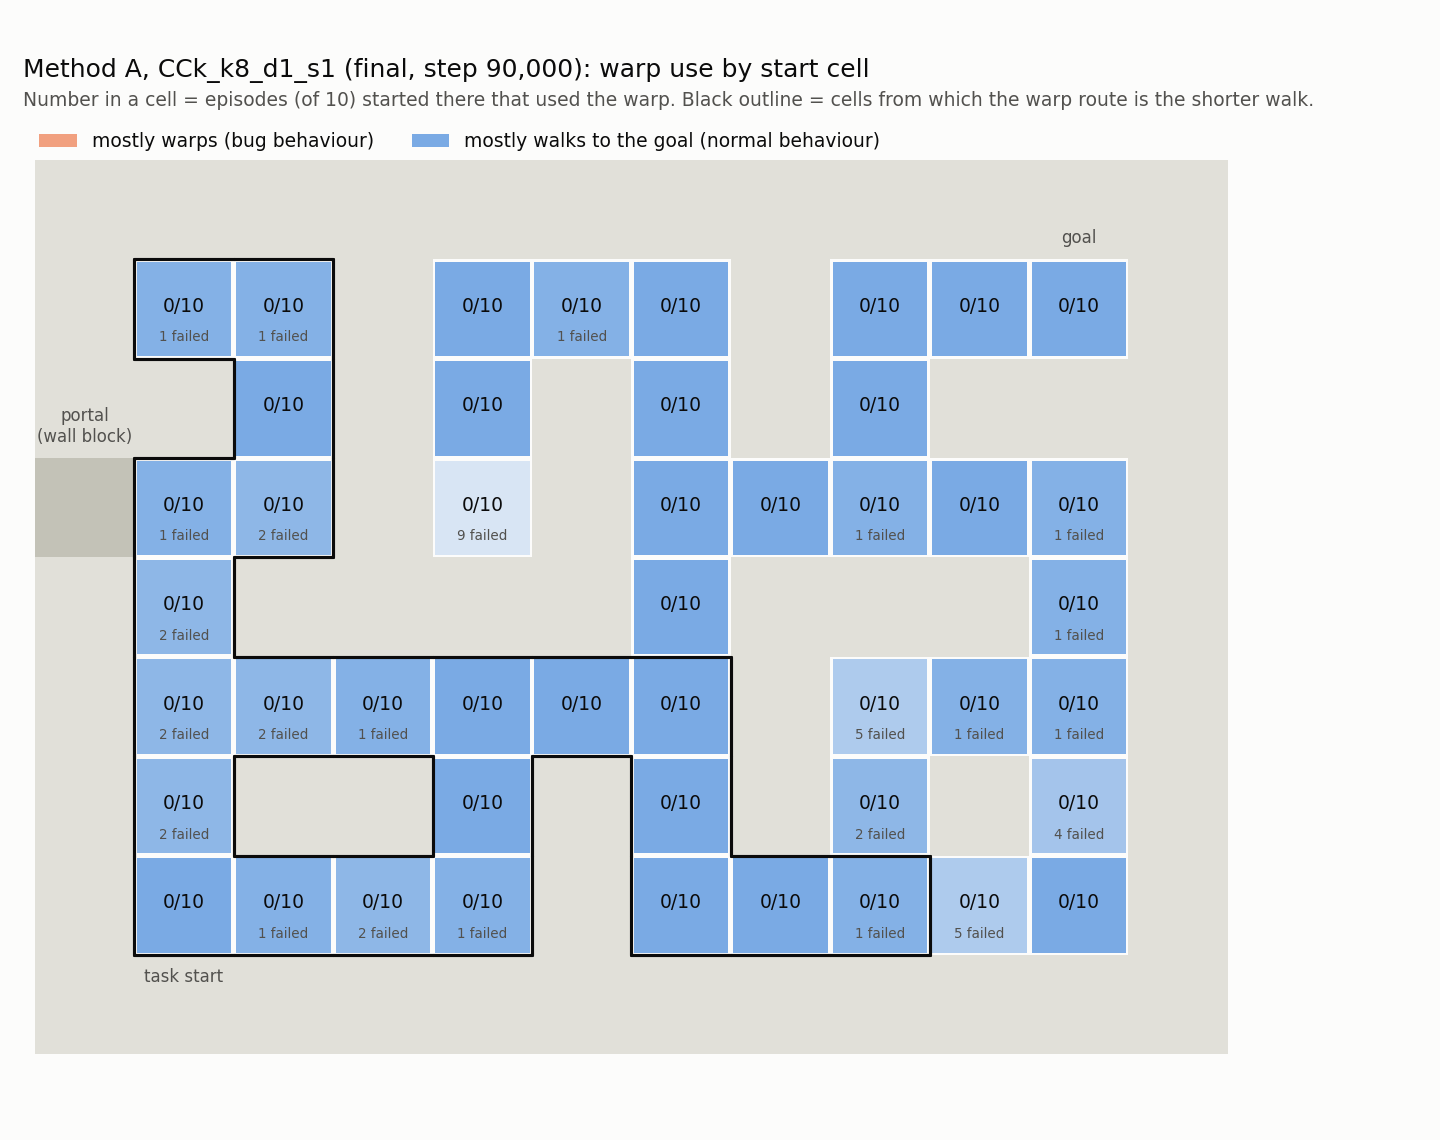 Method A, CCk_k8_d1_s1 (final, step 90,000): warp use by start cell
Number in a cell = episodes (of 10) started there that used the warp. Black outline = cells from which the warp route is the shorter walk.
mostly warps (bug behaviour) mostly walks to the goal (normal behaviour)
goal
0/10 0/10 0/10 0/10 0/10 0/10 0/10 0/10
1 failed 1 failed 1 failed
0/10 0/10 0/10 0/10
portal
(wall block)
0/10 0/10 0/10 0/10 0/10 0/10 0/10 0/10
1 failed 2 failed 9 failed 1 failed 1 failed
0/10 0/10 0/10
2 failed 1 failed
0/10 0/10 0/10 0/10 0/10 0/10 0/10 0/10 0/10
2 failed 2 failed 1 failed 5 failed 1 failed 1 failed
0/10 0/10 0/10 0/10 0/10
2 failed 2 failed 4 failed
0/10 0/10 0/10 0/10 0/10 0/10 0/10 0/10 0/10
1 failed 2 failed 1 failed 1 failed 5 failed
task start